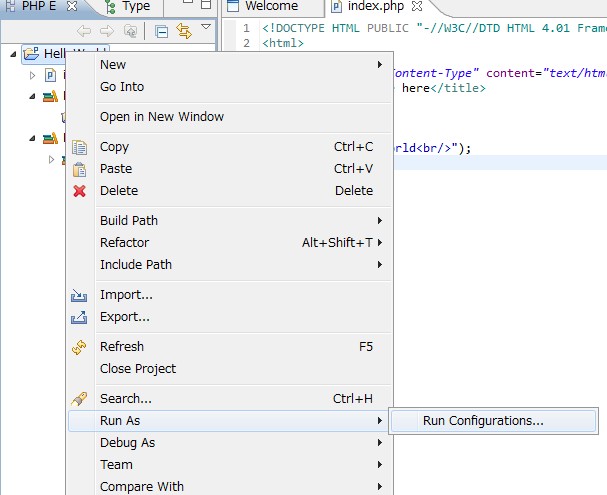 PHP E
Type
Welcome
index.php
1 <!DOCTYPE HTML PUBLIC "-//W3C//DTD HTML 4.01 Fram
2 <html>
Content-Type" content="text/htm
here</title>
rld<br/>");
New
Go Into
Open in New Window
Copy Ctrl+C
Paste Ctrl+V
Delete Delete
Build Path
Refactor Alt+Shift+T
Include Path
Import...
Export...
Refresh F5
Close Project
Search... Ctrl+H
Run As
Run Configurations...
Debug As
Team
Compare With